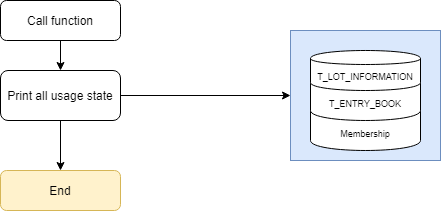 Call function
Print all usage state
End
T_LOT_INFORMATION
T_ENTRY_BOOK
Membership